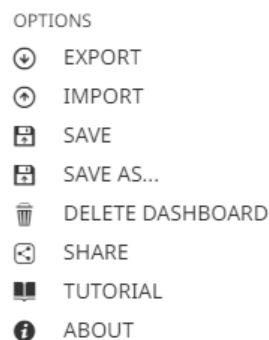 OPTIONS
EXPORT
IMPORT
SAVE
SAVE AS...
DELETE DASHBOARD
SHARE
TUTORIAL
ABOUT